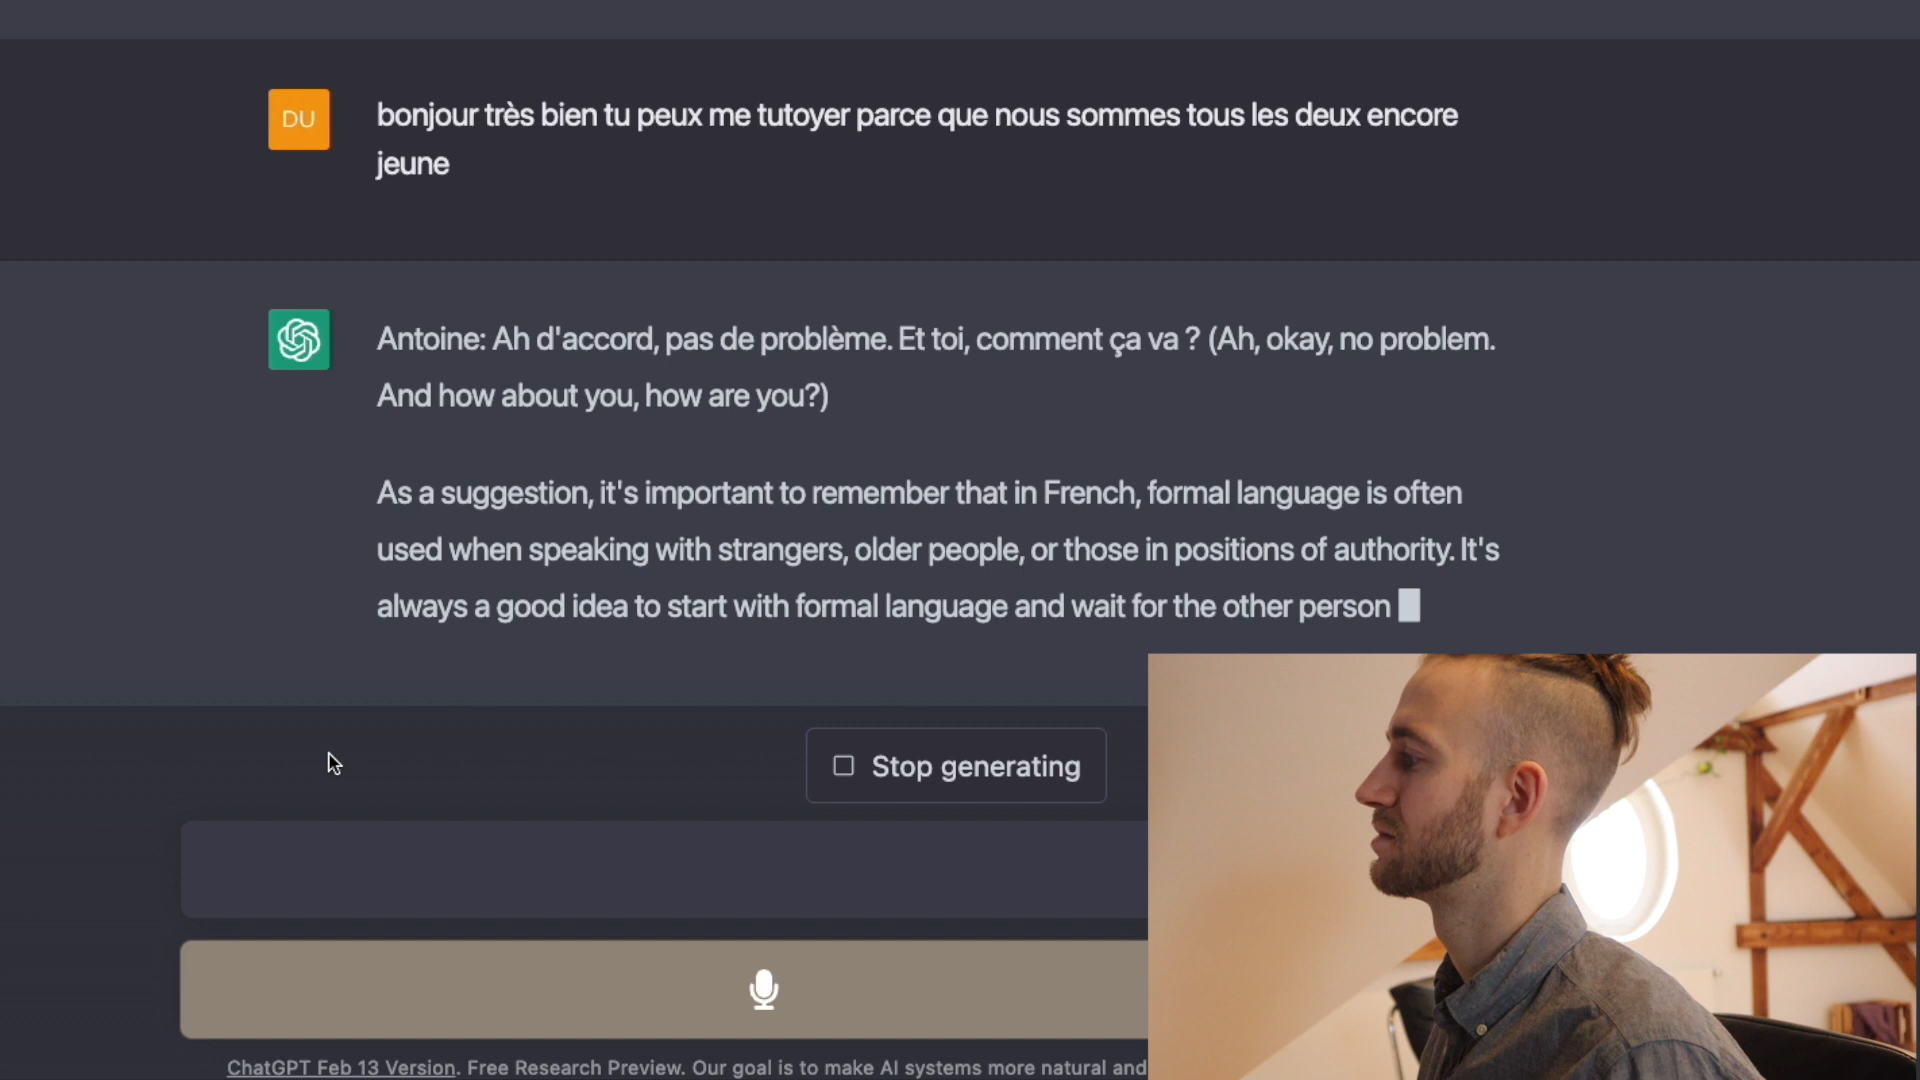 DU
bonjour très bien tu peux me tutoyer parce que nous sommes tous les deux encore
jeune
Antoine: Ah d'accord, pas de problème. Et toi, comment ça va ? (Ah, okay, no problem.
And how about you, how are you?)
As a suggestion, it's important to remember that in French, formal language is often
used when speaking with strangers, older people, or those in positions of authority. It's
always a good idea to start with formal language and wait for the other person
Stop generating
ChatGPT Feb 13 Version. Free Research Preview. Our goal is to make AI systems more natural and